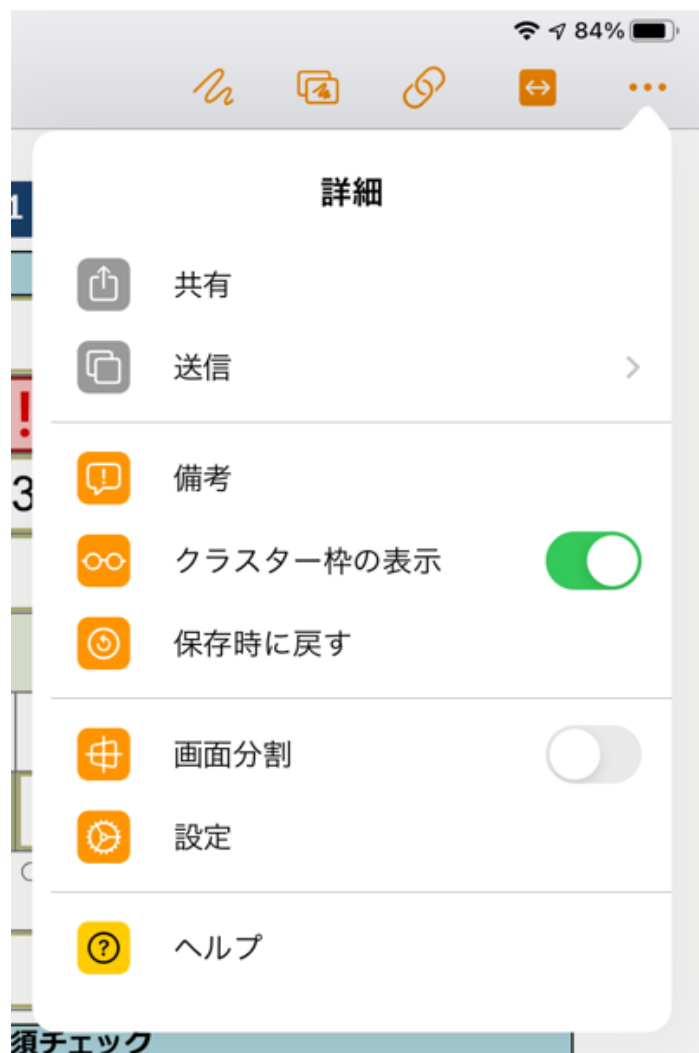 84%
詳細
1
共有
送信
!
備考
3
クラスター枠の表示
保存時に戻す
画面分割
設定
ヘルプ
須チェック